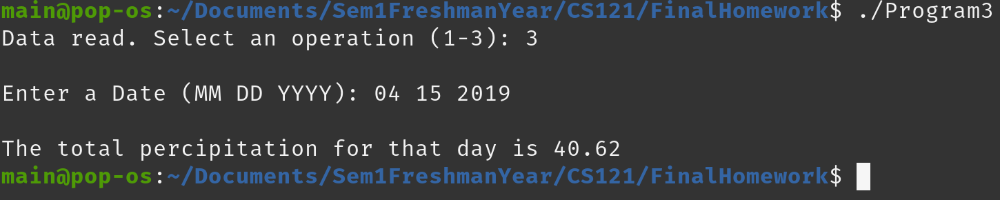 main@pop-os:~/Documents/Sem1FreshmanYear/CS121/FinalHomework$ ./Program3
Data read. Select an operation (1-3): 3
Enter a Date (MM DD YYYY): 04 15 2019
The total percipitation for that day is 40.62
main@pop-os:~/Documents/Sem1FreshmanYear/CS121/FinalHomework$